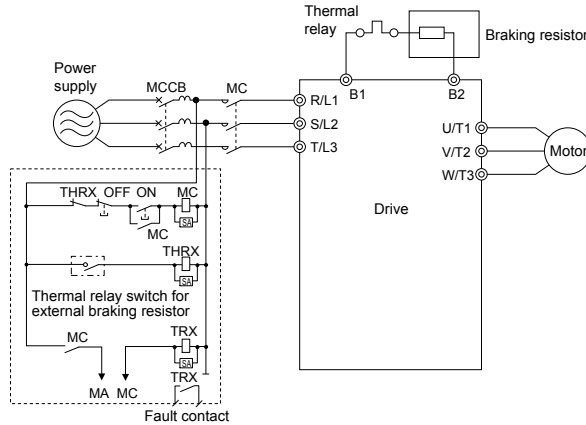 Thermal
relay
Braking resistor
B1
B2
Power
supply
MCCB
MC
R/L1
S/L2
T/L3
U/T1
V/T2
W/T3
Motor
Drive
THRX OFF ON MC
SA
MC
THRX
SA
Thermal relay switch for
external braking resistor
MC
TRX
SA
MA MC
TRX
Fault contact